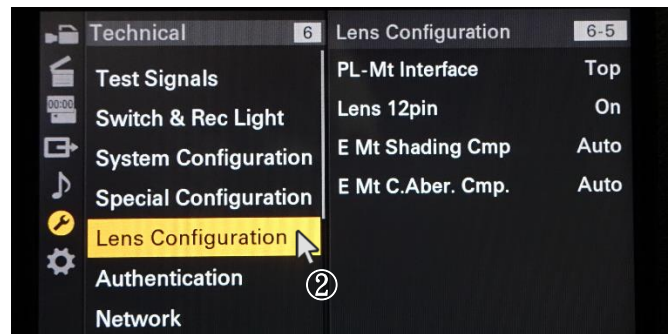 Technical 6
Test Signals
Switch & Rec Light
System Configuration
Special Configuration
Lens Configuration
Authentication
Network
Lens Configuration 6-5
PL-Mt Interface Top
Lens 12pin On
E Mt Shading Cmp Auto
E Mt C.Aber. Cmp. Auto
00:00
②